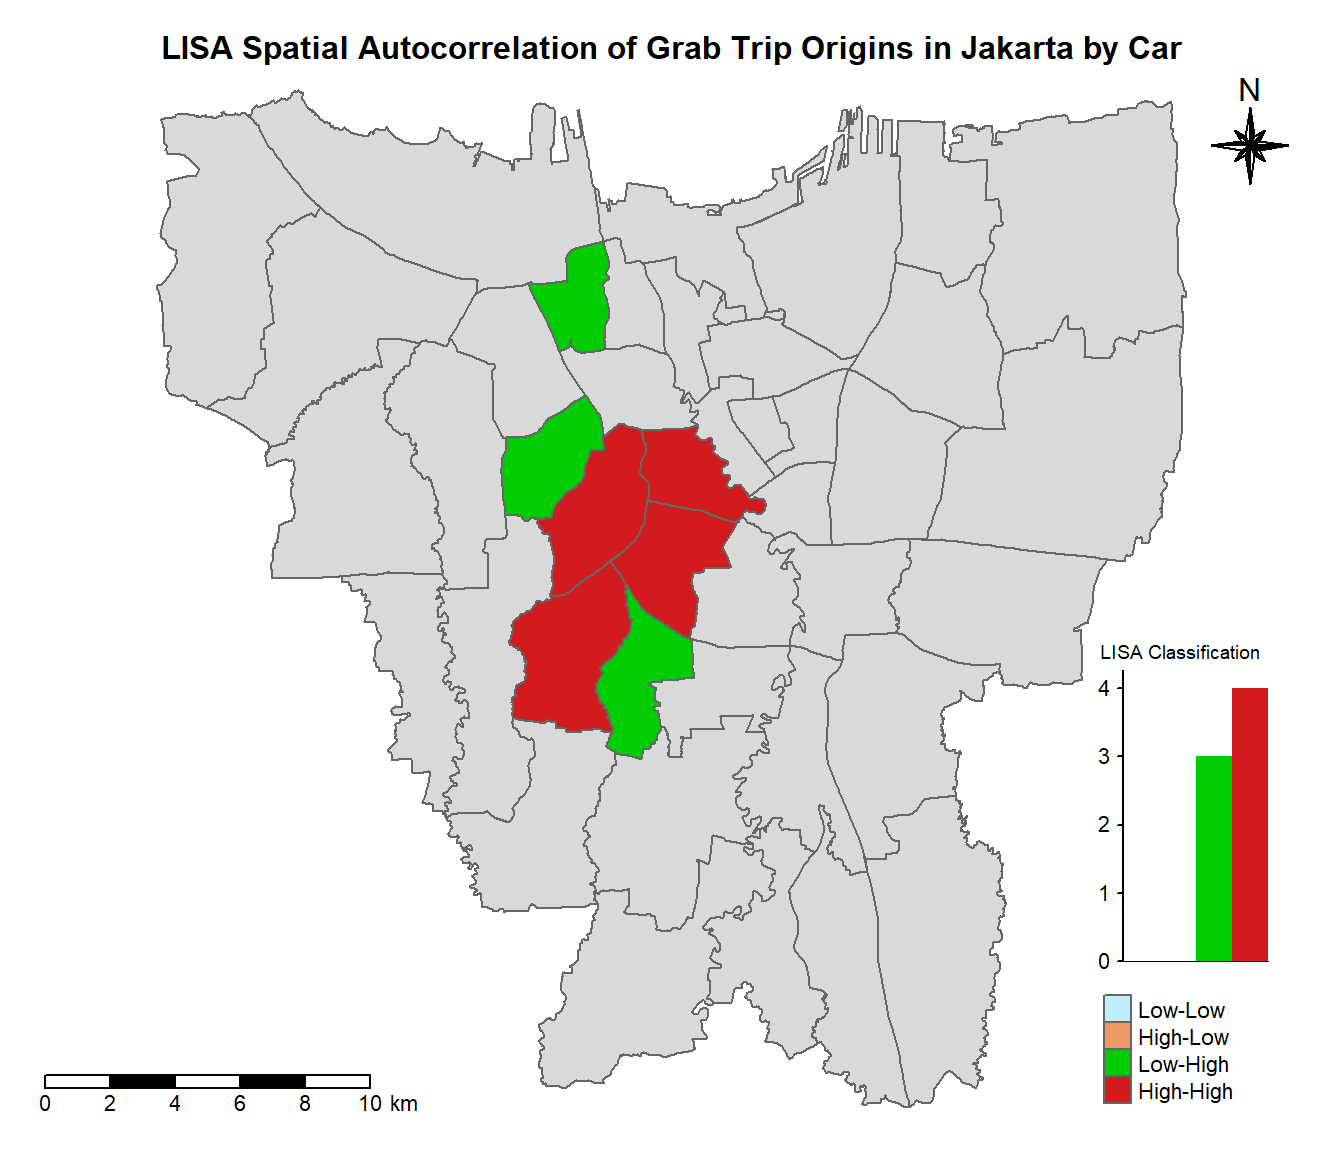 LISA Spatial Autocorrelation of Grab Trip Origins in Jakarta by Car
N
LISA Classification
4
3
2
1
0
Low-Low
High-Low
Low-High
High-High
0 2 4 6 8 10 km